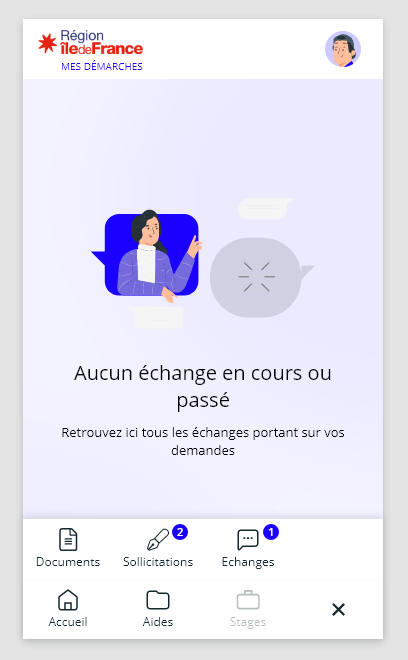 Région
îledeFrance
MES DÉMARCHES
Aucun échange en cours ou
passé
Retrouvez ici tous les échanges portant sur vos
demandes
2
1
Documents
Sollicitations
Echanges
Accueil
Aides
Stages